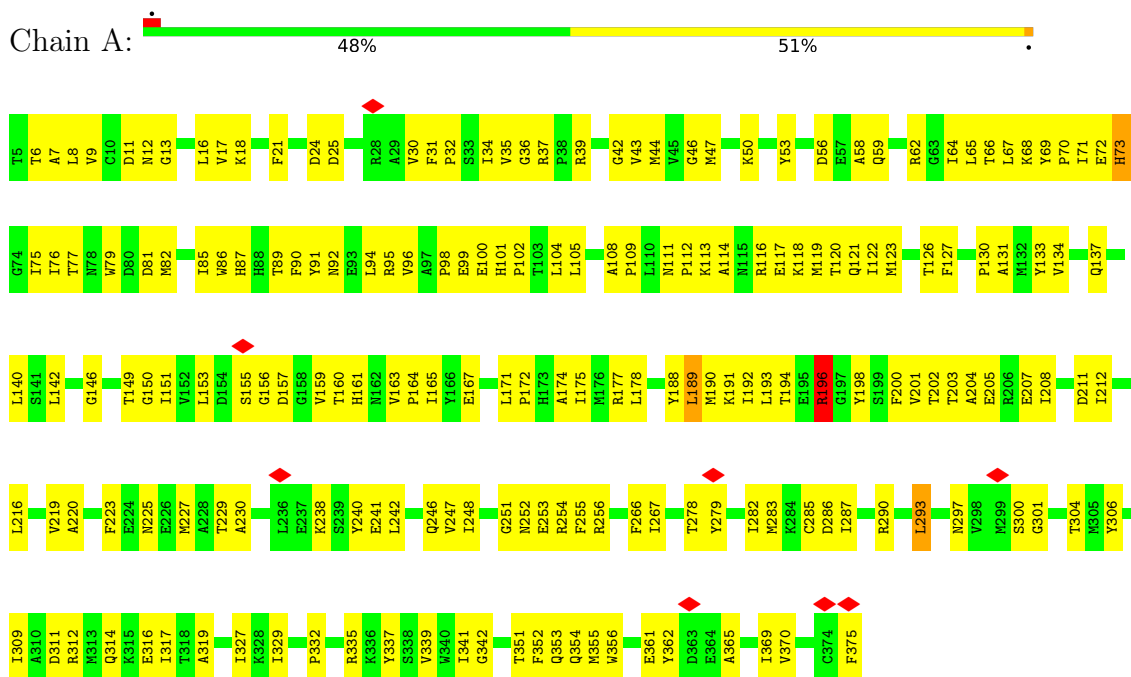 Chain A:
48%
51%
T5 T6 A7 L8 V9 C10 D11 N12 G13 L16 V17 K18 F21 D24 D25 R28 A29 V30 F31 P32 S33 I34 V35 G36 R37 P38 R39 G42 V43 M44 V45 G46 M47 K50 Y53 D56 E57 A58 Q59 R62 G63 I64 L65 T66 L67 K68 Y69 P70 I71 E72 H73
G74 I75 I76 T77 N78 W79 D80 D81 M82 I85 W86 H87 H88 T89 F90 Y91 N92 E93 L94 R95 V96 A97 P98 E99 E100 H101 P102 T103 L104 L105 A108 P109 L110 N111 P112 K113 A114 N115 R116 E117 K118 M119 T120 Q121 I122 M123 T126 F127 P130 A131 M132 Y133 V134 Q137
L140 S141 L142 G146 T149 G150 I151 V152 L153 D154 S155 G156 D157 G158 V159 T160 H161 N162 V163 P164 I165 Y166 E167 L171 P172 H173 A174 I175 M176 R177 L178 Y188 L189 M190 K191 I192 L193 T194 E195 R196 G197 Y198 S199 F200 V201 T202 T203 A204 E205 R206 E207 I208 D211 I212
L216 V219 A220 F223 E224 N225 E226 M227 A228 T229 A230 L236 E237 K238 S239 Y240 E241 L242 Q246 V247 I248 G251 N252 E253 R254 F255 R256 F266 I267 T278 Y279 I282 M283 K284 C285 D286 I287 R290 L293 N297 V298 M299 S300 G301 T304 M305 Y306
I309 A310 D311 R312 M313 Q314 K315 E316 I317 T318 A319 I327 K328 I329 P332 R335 K336 Y337 S338 V339 W340 I341 G342 T351 F352 Q353 Q354 M355 W356 E361 Y362 D363 E364 A365 I369 V370 C374 F375